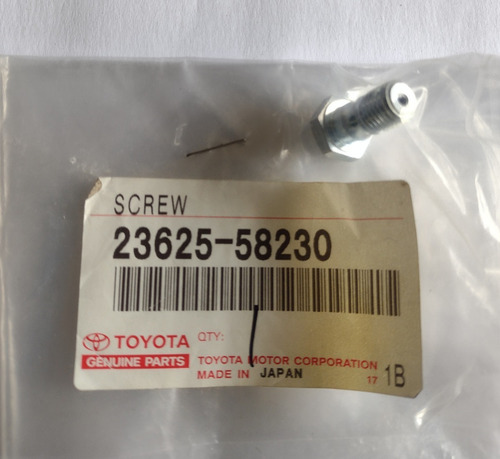 SCREW
23625-58230
TOYOTA QTY:
GENUINE PARTS TOYOTA MOTOR CORPORATION
MADE IN JAPAN 17 1B